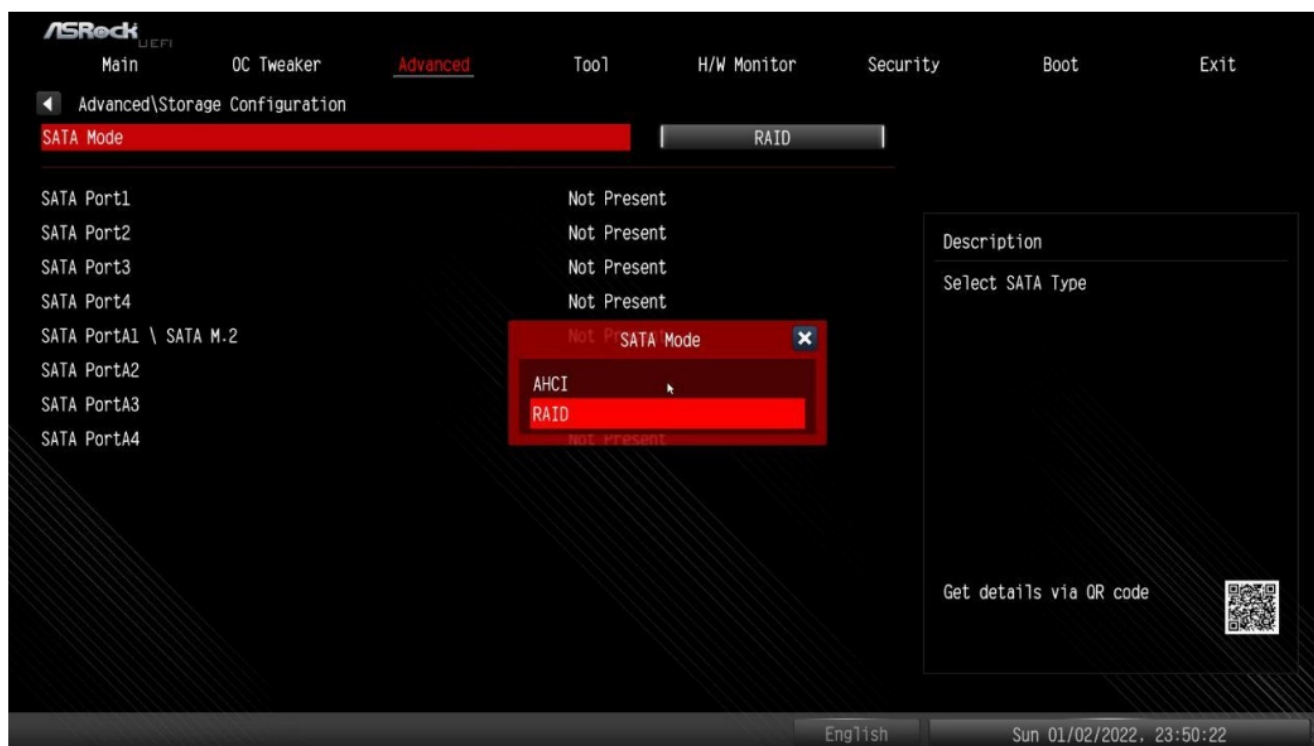 ASRock UEFI
Main OC Tweaker Advanced Tool H/W Monitor Security Boot Exit
Advanced\Storage Configuration
SATA Mode RAID
SATA Port1 Not Present
SATA Port2 Not Present
SATA Port3 Not Present
SATA Port4 Not Present
SATA PortA1 \ SATA M.2
SATA PortA2
SATA PortA3
SATA PortA4 Not Present
SATA Mode
AHCI
RAID
Description
Select SATA Type
Get details via QR code
English Sun 01/02/2022, 23:50:22